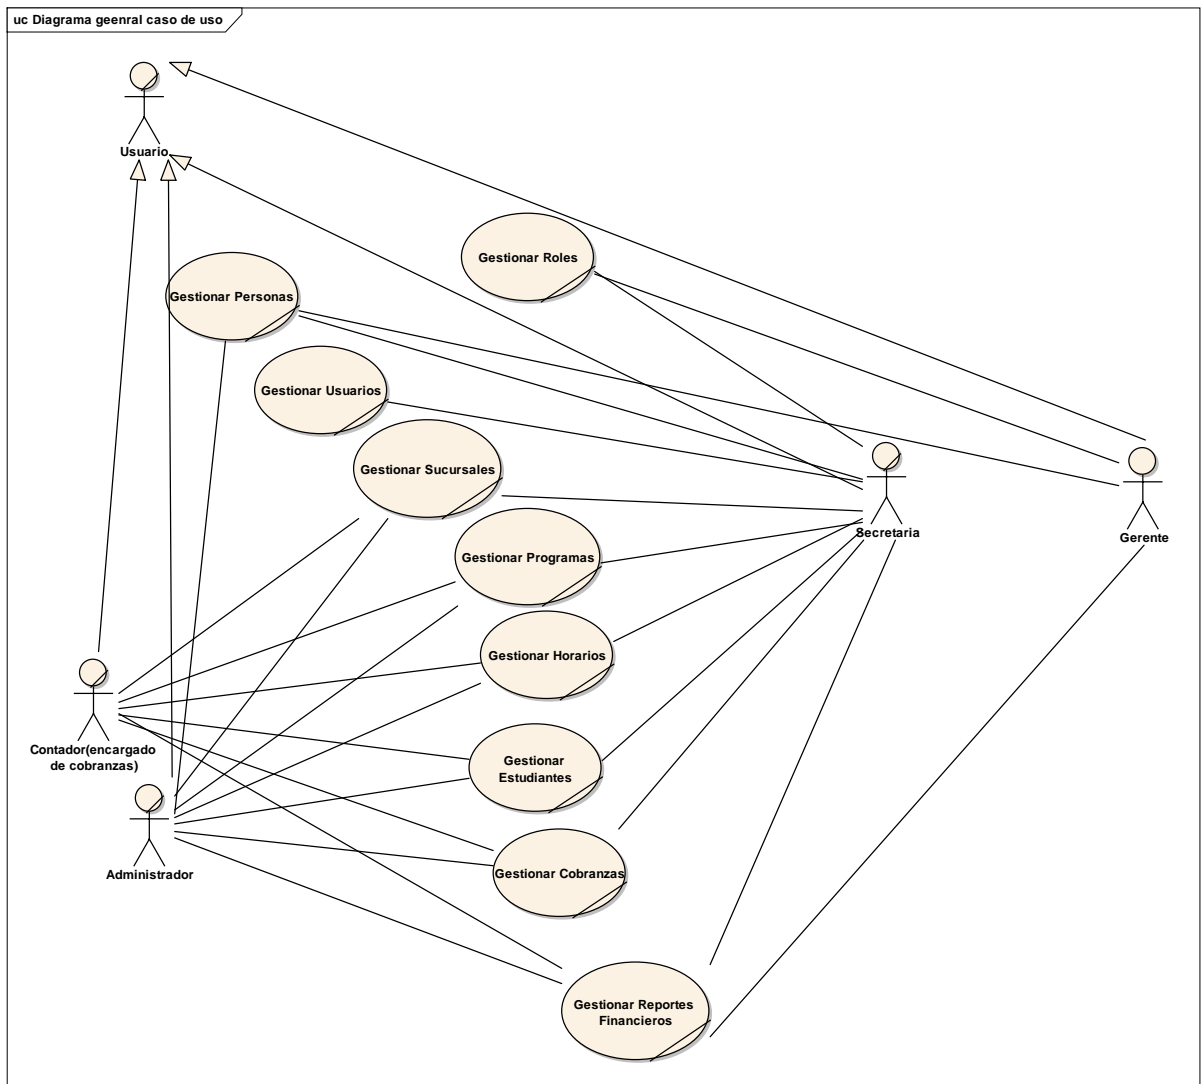 uc Diagrama geenral caso de uso
Usuario
Gestionar Roles
Gestionar Personas
Gestionar Usuarios
Gestionar Sucursales
Gestionar Programas
Secretaria
Gerente
Gestionar Horarios
Contador(encargado
de cobranzas)
Gestionar
Estudiantes
Administrador
Gestionar Cobranzas
Gestionar Reportes
Financieros